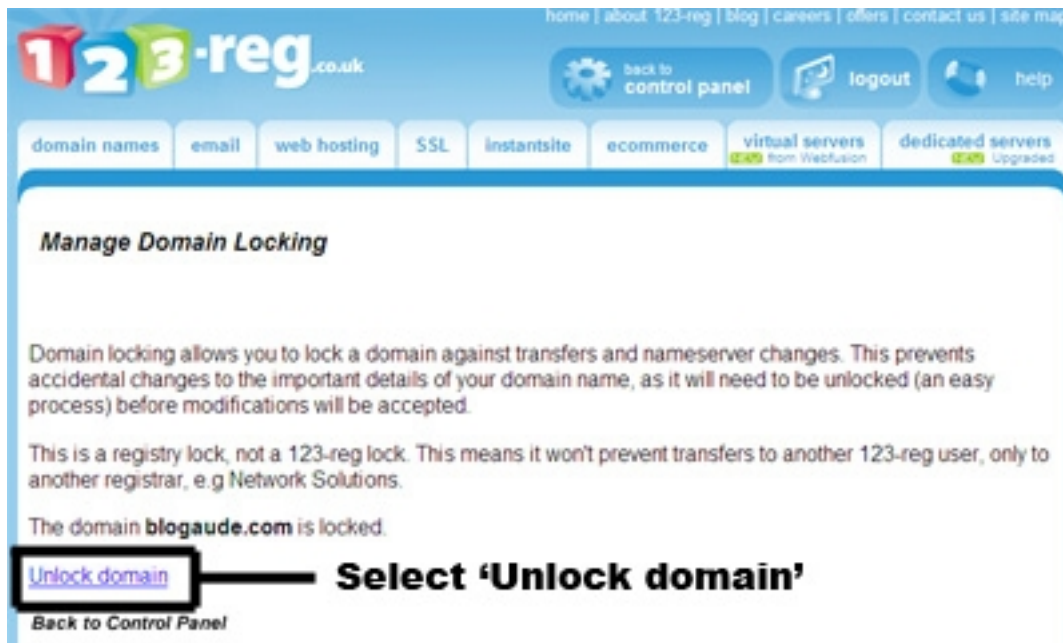 home | about 123-reg | blog | careers | offers | contact us | site map
123-reg.co.uk
back to
control panel
logout
help
domain names
email
web hosting
SSL
instantsite
ecommerce
virtual servers
from Webfusion
dedicated servers
Upgraded
Manage Domain Locking
Domain locking allows you to lock a domain against transfers and nameserver changes. This prevents
accidental changes to the important details of your domain name, as it will need to be unlocked (an easy
process) before modifications will be accepted.
This is a registry lock, not a 123-reg lock. This means it won't prevent transfers to another 123-reg user, only to
another registrar, e.g Network Solutions.
The domain blogaude.com is locked.
Unlock domain
Select ‘Unlock domain’
Back to Control Panel